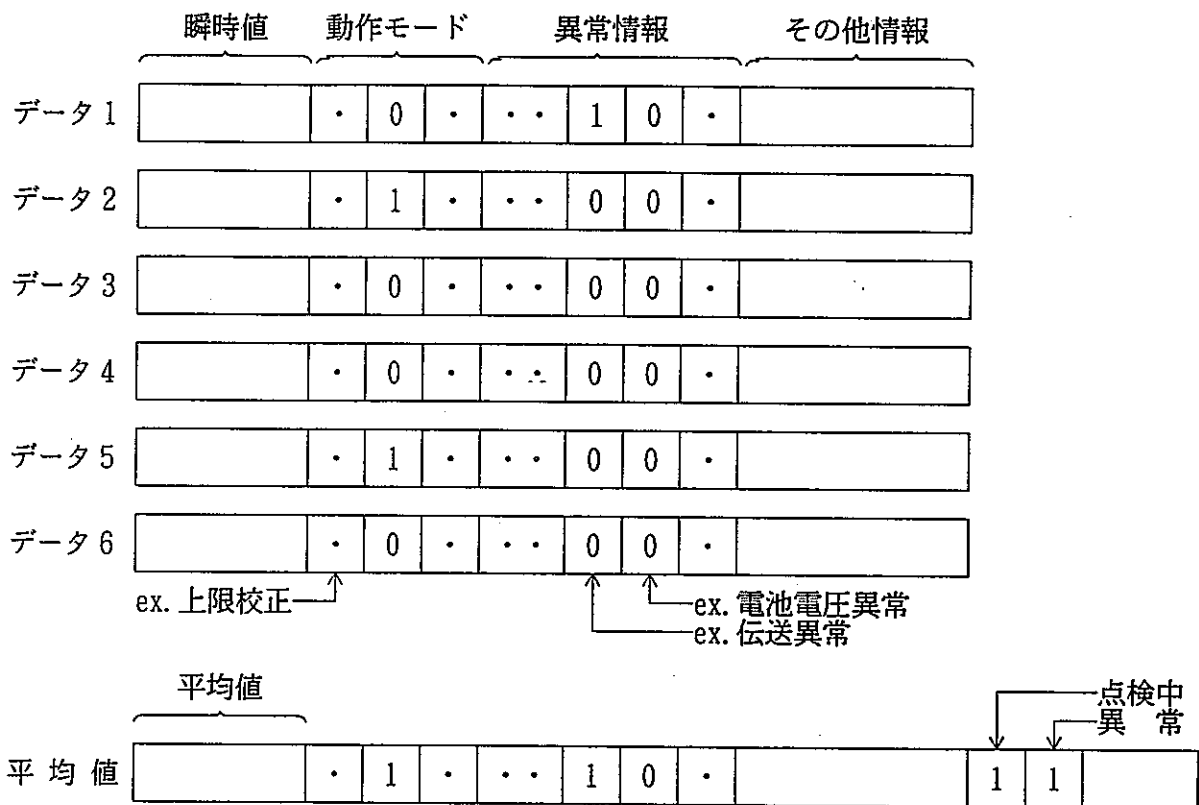 瞬時値 動作モード 異常情報 その他情報
データ1 ・ 0 ・ ・・ 1 0 ・
データ2 ・ 1 ・ ・・ 0 0 ・
データ3 ・ 0 ・ ・・ 0 0 ・
データ4 ・ 0 ・ ・・ 0 0 ・
データ5 ・ 1 ・ ・・ 0 0 ・
データ6 ・ 0 ・ ・・ 0 0 ・
ex.上限校正 ex.電池電圧異常
ex.伝送異常
平均値 点検中
異 常
平 均 値 ・ 1 ・ ・・ 1 0 ・ 1 1